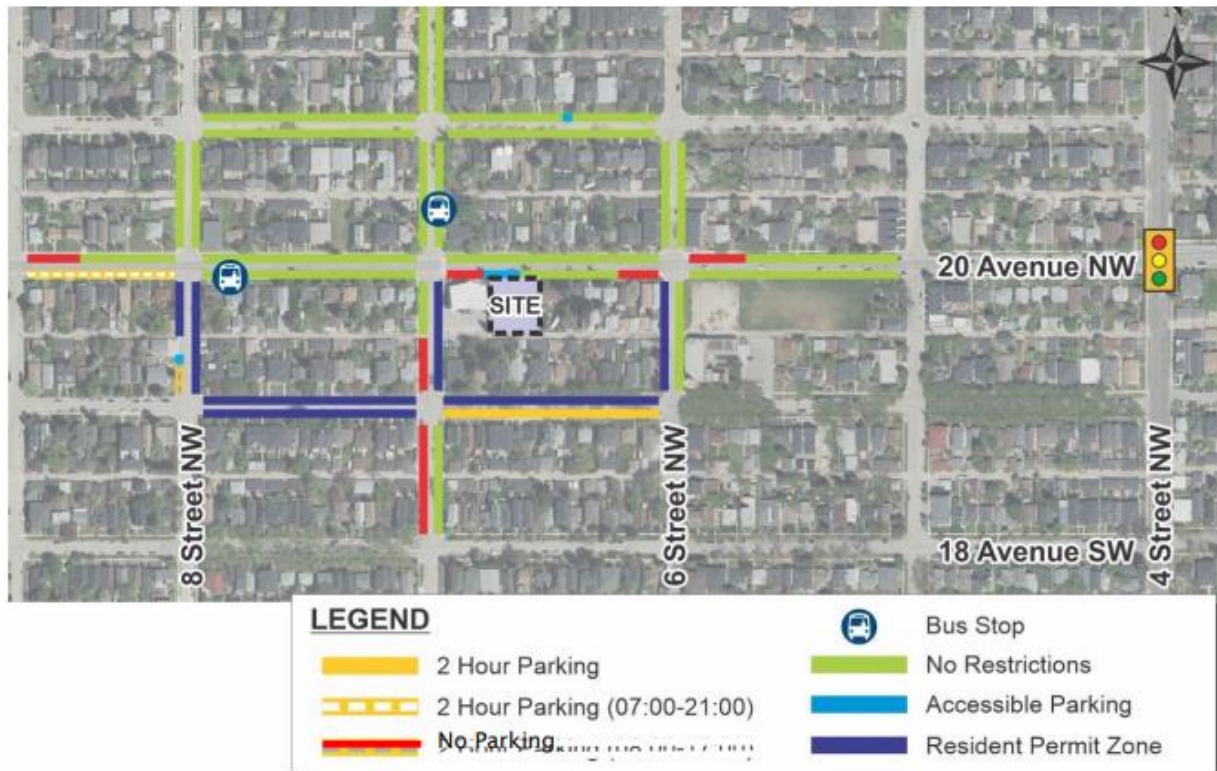 20 Avenue NW
SITE
8 Street NW
6 Street NW
18 Avenue SW
4 Street NW
LEGEND
Bus Stop
2 Hour Parking
No Restrictions
2 Hour Parking (07:00-21:00)
Accessible Parking
No Parking
Resident Permit Zone